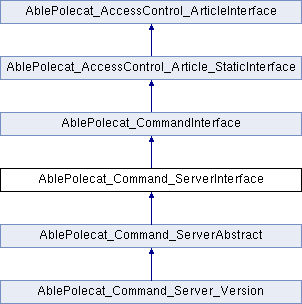 AblePolecat_AccessControl_ArticleInterface
AblePolecat_AccessControl_Article_StaticInterface
AblePolecat_CommandInterface
AblePolecat_Command_ServerInterface
AblePolecat_Command_ServerAbstract
AblePolecat_Command_Server_Version